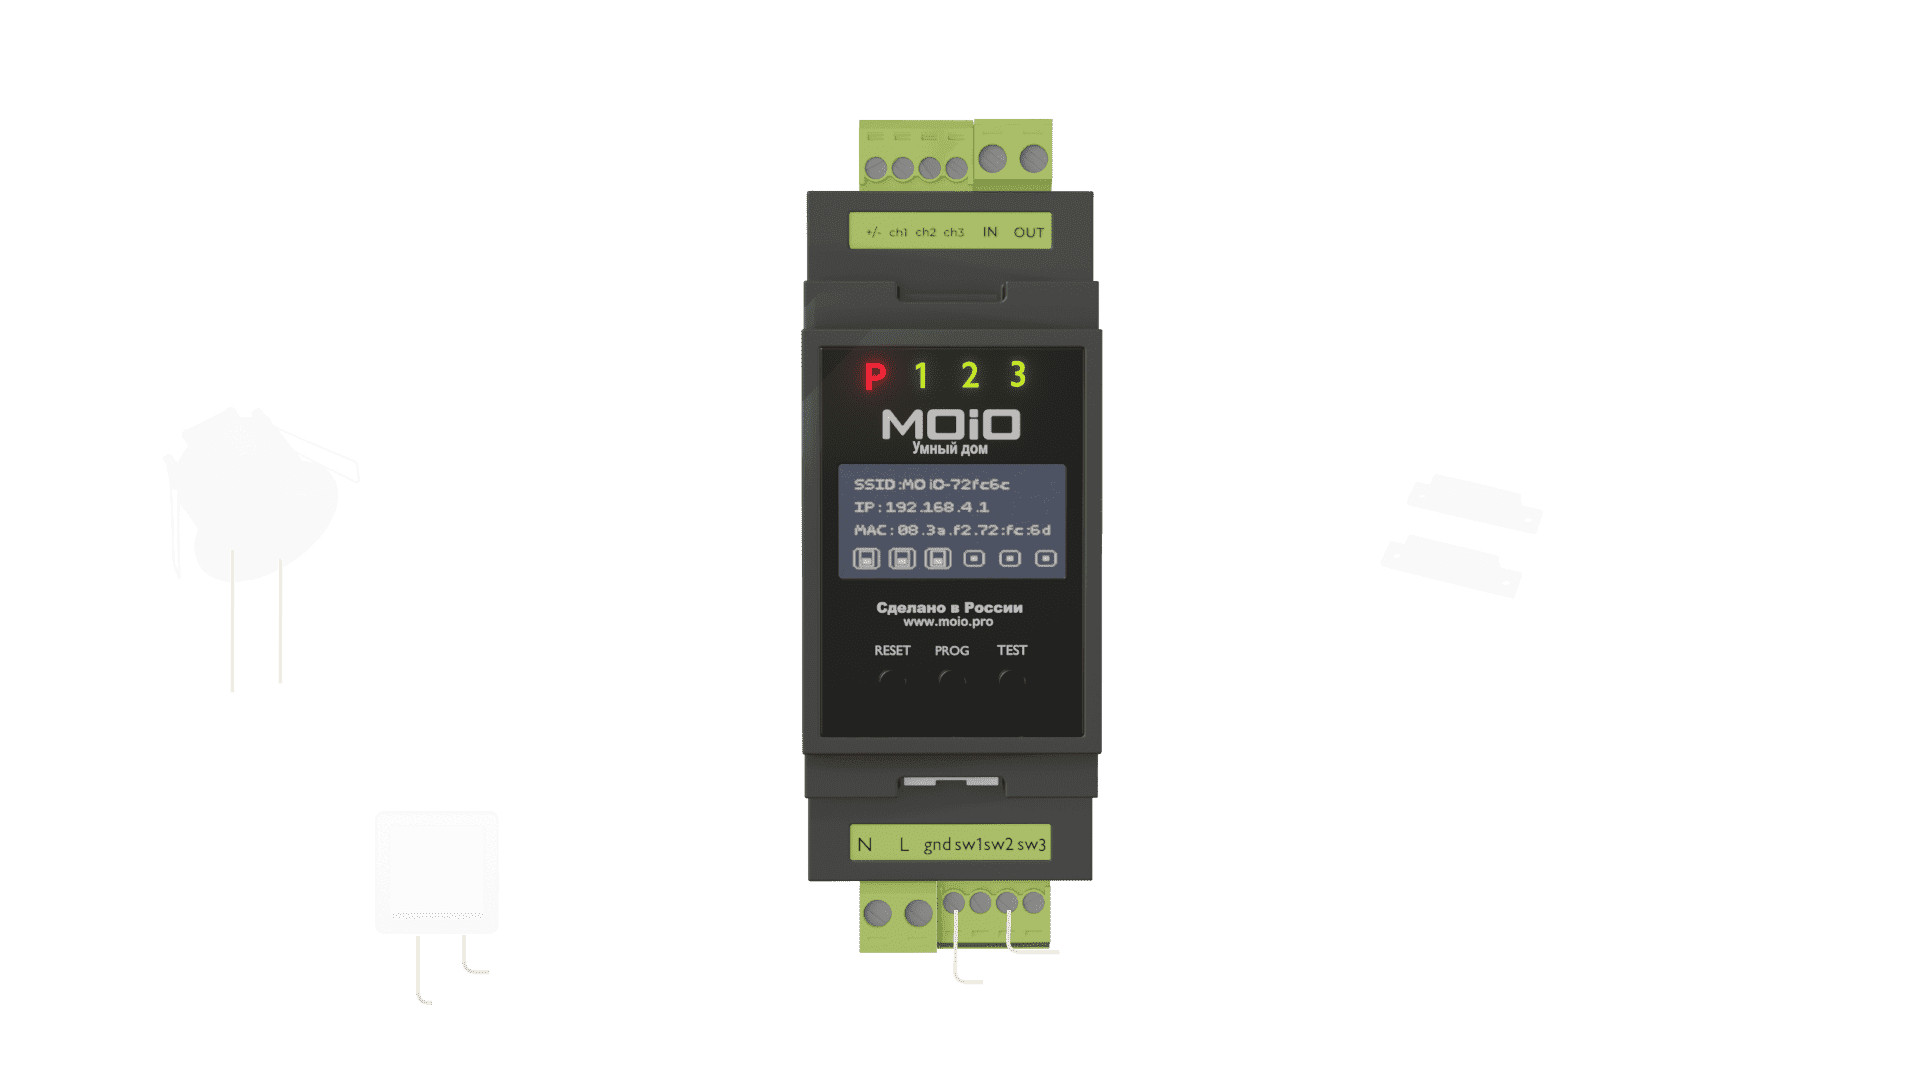 +/- ch1 ch2 ch3 IN OUT
P 1 2 3
MOiO
Умный дом
SSID:MOiO-72fc6c
IP:192.168.4.1
MAC:08.3a.f2.72:fc:6d
Сделано в России
www.moio.pro
RESET PROG TEST
N L gnd sw1 sw2 sw3